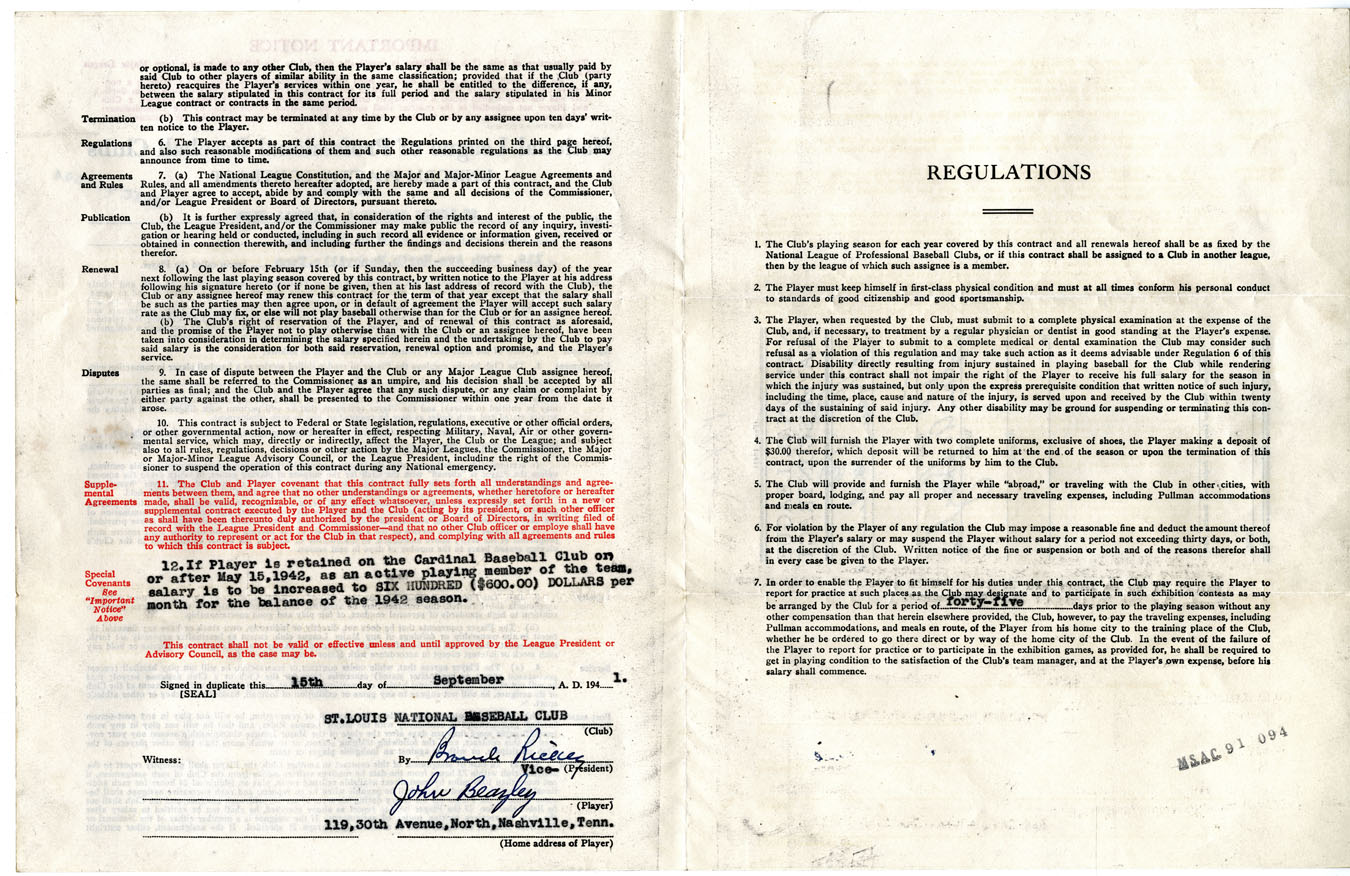 or optional, is made to any other Club, then the Player's salary shall be the same as that usually paid by
said Club to other players of similar ability in the same classification; provided that if the Club (party
hereto) reacquires the Player's services within one year, he shall be entitled to the difference, if any,
between the salary stipulated in this contract for its full period and the salary stipulated in his Minor
League contract or contracts in the same period.
Termination (b) This contract may be terminated at any time by the Club or by any assignee upon ten days' writ-
ten notice to the Player.
Regulations 6. The Player accepts as part of this contract the Regulations printed on the third page hereof,
and also such reasonable modifications of them and such other reasonable regulations as the Club may
announce from time to time.
Agreements 7. (a) The National League Constitution, and the Major and Major-Minor League Agreements and
and Rules Rules, and all amendments thereto hereafter adopted, are hereby made a part of this contract, and the Club
and Player agree to accept, abide by and comply with the same and all decisions of the Commissioner,
and/or League President or Board of Directors, pursuant thereto.
Publication (b) It is further expressly agreed that, in consideration of the rights and interest of the public, the
Club, the League President, and/or the Commissioner may make public the record of any inquiry, investi-
gation or hearing held or conducted, including in such record all evidence or information given, received or
obtained in connection therewith, and including further the findings and decisions therein and the reasons
therefor.
Renewal 8. (a) On or before February 15th (or if Sunday, then the succeeding business day) of the year
next following the last playing season covered by this contract, by written notice to the Player at his address
following his signature hereto (or if none be given, then at his last address of record with the Club), the
Club or any assignee hereof may renew this contract for the term of that year except that the salary shall
be such as the parties may then agree upon, or in default of agreement the Player will accept such salary
rate as the Club may fix, or else will not play baseball otherwise than for the Club or for an assignee hereof.
(b) The Club's right of reservation of the Player, and of renewal of this contract as aforesaid,
and the promise of the Player not to play otherwise than with the Club or an assignee hereof, have been
taken into consideration in determining the salary specified herein and the undertaking by the Club to pay
said salary is the consideration for both said reservation, renewal option and promise, and the Player's
service.
Disputes 9. In case of dispute between the Player and the Club or any Major League Club assignee hereof,
the same shall be referred to the Commissioner as an umpire, and his decision shall be accepted by all
parties as final; and the Club and the Player agree that any such dispute, or any claim or complaint by
either party against the other, shall be presented to the Commissioner within one year from the date it
arose.
10. This contract is subject to Federal or State legislation, regulations, executive or other official orders,
or other governmental action, now or hereafter in effect, respecting Military, Naval, Air or other govern-
mental service, which may, directly or indirectly, affect the Player, the Club or the League; and subject
also to all rules, regulations, decisions or other action by the Major Leagues, the Commissioner, the Major
or Major-Minor League Advisory Council, or the League President, including the right of the Commis-
sioner to suspend the operation of this contract during any National emergency.
Supple- 11. The Club and Player covenant that this contract fully sets forth all understandings and agree-
mental ments between them, and agree that no other understandings or agreements, whether heretofore or hereafter
Agreements made, shall be valid, recognizable, or of any effect whatsoever, unless expressly set forth in a new or
supplemental contract executed by the Player and the Club (acting by its president, or such other officer
as shall have been thereunto duly authorized by the president or Board of Directors, in writing filed of
record with the League President and Commissioner—and that no other Club officer or employe shall have
any authority to represent or act for the Club in that respect), and complying with all agreements and rules
to which this contract is subject.
12.If Player is retained on the Cardinal Baseball Club on
Special or after May 15,1942, as an active playing member of the team,
Covenants salary is to be increased to SIX HUNDRED ($600.00) DOLLARS per
See month for the balance of the 1942 season.
"Important
Notice"
Above
This contract shall not be valid or effective unless and until approved by the League President or
Advisory Council, as the case may be.
Signed in duplicate this 15th day of September, A. D. 194 1.
[SEAL]
ST.LOUIS NATIONAL BASEBALL CLUB
(Club)
Witness: By Branch Rickey
Vice- (President)
John Beazley
(Player)
119,30th Avenue,North,Nashville,Tenn.
(Home address of Player)
REGULATIONS
1. The Club's playing season for each year covered by this contract and all renewals hereof shall be as fixed by the
National League of Professional Baseball Clubs, or if this contract shall be assigned to a Club in another league,
then by the league of which such assignee is a member.
2. The Player must keep himself in first-class physical condition and must at all times conform his personal conduct
to standards of good citizenship and good sportsmanship.
3. The Player, when requested by the Club, must submit to a complete physical examination at the expense of the
Club, and, if necessary, to treatment by a regular physician or dentist in good standing at the Player's expense.
For refusal of the Player to submit to a complete medical or dental examination the Club may consider such
refusal as a violation of this regulation and may take such action as it deems advisable under Regulation 6 of this
contract. Disability directly resulting from injury sustained in playing baseball for the Club while rendering
service under this contract shall not impair the right of the Player to receive his full salary for the season in
which the injury was sustained, but only upon the express prerequisite condition that written notice of such injury,
including the time, place, cause and nature of the injury, is served upon and received by the Club within twenty
days of the sustaining of said injury. Any other disability may be ground for suspending or terminating this con-
tract at the discretion of the Club.
4. The Club will furnish the Player with two complete uniforms, exclusive of shoes, the Player making a deposit of
$30.00 therefor, which deposit will be returned to him at the end of the season or upon the termination of this
contract, upon the surrender of the uniforms by him to the Club.
5. The Club will provide and furnish the Player while "abroad," or traveling with the Club in other cities, with
proper board, lodging, and pay all proper and necessary traveling expenses, including Pullman accommodations
and meals en route.
6. For violation by the Player of any regulation the Club may impose a reasonable fine and deduct the amount thereof
from the Player's salary or may suspend the Player without salary for a period not exceeding thirty days, or both,
at the discretion of the Club. Written notice of the fine or suspension or both and of the reasons therefor shall
in every case be given to the Player.
7. In order to enable the Player to fit himself for his duties under this contract, the Club may require the Player to
report for practice at such places as the Club may designate and to participate in such exhibition contests as may
be arranged by the Club for a period of forty-five days prior to the playing season without any
other compensation than that herein elsewhere provided, the Club, however, to pay the traveling expenses, including
Pullman accommodations, and meals en route, of the Player from his home city to the training place of the Club,
whether he be ordered to go there direct or by way of the home city of the Club. In the event of the failure of
the Player to report for practice or to participate in the exhibition games, as provided for, he shall be required to
get in playing condition to the satisfaction of the Club's team manager, and at the Player's own expense, before his
salary shall commence.
MSAC 91 094